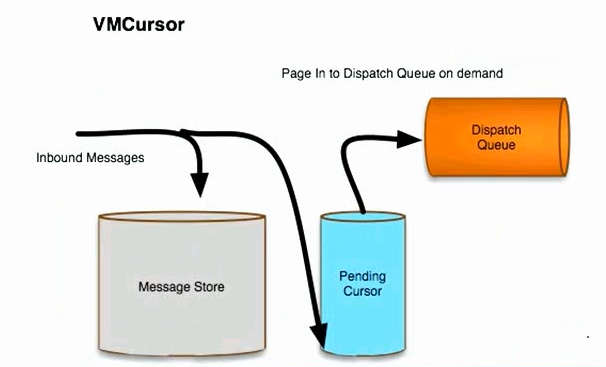 VMCursor
Page In to Dispatch Queue on demand
Dispatch
Queue
Inbound Messages
Message Store
Pending
Cursor